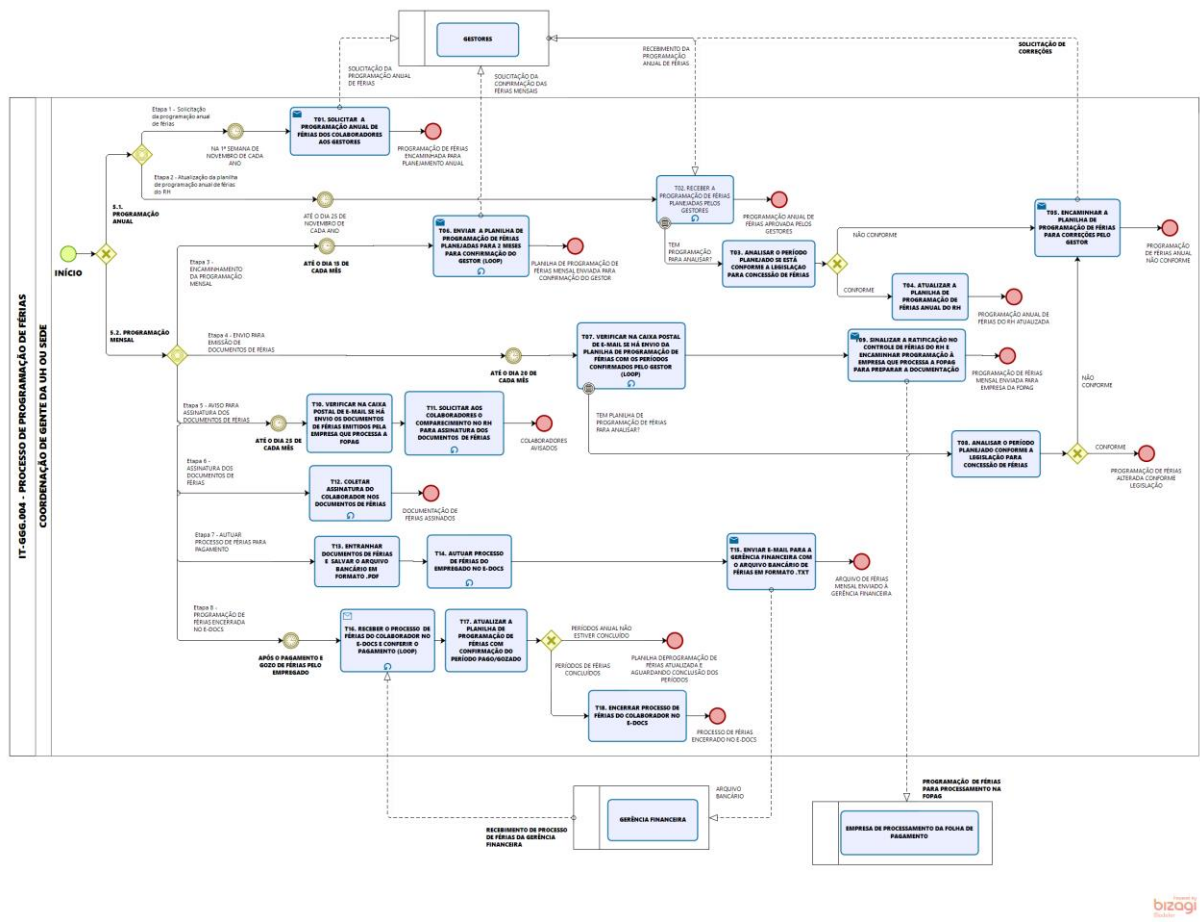 GESTORES
SOLICITAÇÃO DA
PROGRAMAÇÃO ANUAL
DE FÉRIAS
SOLICITAÇÃO DA
CONFIRMAÇÃO DAS
FÉRIAS MENSAIS
RECEBIMENTO DA
PROGRAMAÇÃO
ANUAL DE FÉRIAS
SOLICITAÇÃO DE
CORREÇÕES
IT-GGG.004 - PROCESSO DE PROGRAMAÇÃO DE FÉRIAS
COORDENAÇÃO DE GENTE DA UH OU SEDE
INÍCIO
5.1.
PROGRAMAÇÃO
ANUAL
Etapa 1 - Solicitação
da programação anual
de férias
NA 1ª SEMANA DE
NOVEMBRO DE CADA
ANO
T01. SOLICITAR A
PROGRAMAÇÃO ANUAL DE
FÉRIAS DOS COLABORADORES
AOS GESTORES
PROGRAMAÇÃO DE FÉRIAS
ENCAMINHADA PARA
PLANEJAMENTO ANUAL
Etapa 2 - Atualização da planilha
de programação anual de férias
do RH
ATÉ O DIA 25 DE
NOVEMBRO DE
CADA ANO
T02. RECEBER A
PROGRAMAÇÃO DE FÉRIAS
PLANEJADAS PELOS
GESTORES
PROGRAMAÇÃO ANUAL DE
FÉRIAS APROVADA PELOS
GESTORES
TEM
PROGRAMAÇÃO
PARA ANALISAR?
T03. ANALISAR O PERÍODO
PLANEJADO SE ESTÁ
CONFORME A LEGISLAÇÃO
PARA CONCESSÃO DE FÉRIAS
NÃO CONFORME
CONFORME
T04. ATUALIZAR A
PLANILHA DE
PROGRAMAÇÃO DE
FÉRIAS ANUAL DO RH
PROGRAMAÇÃO ANUAL DE
FÉRIAS DO RH ATUALIZADA
T05. ENCAMINHAR A
PLANILHA DE
PROGRAMAÇÃO DE FÉRIAS
PARA CORREÇÕES PELO
GESTOR
PROGRAMAÇÃO
DE FÉRIAS ANUAL
NÃO CONFORME
5.2. PROGRAMAÇÃO
MENSAL
Etapa 3 -
ENCAMINHAMENTO
DA PROGRAMAÇÃO
MENSAL
ATÉ O DIA 15 DE
CADA MÊS
T06. ENVIAR A PLANILHA DE
PROGRAMAÇÃO DE FÉRIAS
PLANEJADAS PARA 2 MESES
PARA CONFIRMAÇÃO DO
GESTOR (LOOP)
PLANILHA DE PROGRAMAÇÃO DE
FÉRIAS MENSAL ENVIADA PARA
CONFIRMAÇÃO DO GESTOR
Etapa 4 - ENVIO PARA
EMISSÃO DE
DOCUMENTOS DE FÉRIAS
ATÉ O DIA 20 DE
CADA MÊS
T07. VERIFICAR NA CAIXA POSTAL
DE E-MAIL SE HÁ ENVIO DA
PLANILHA DE PROGRAMAÇÃO DE
FÉRIAS COM OS PERÍODOS
CONFIRMADOS PELO GESTOR
(LOOP)
TEM PLANILHA DE
PROGRAMAÇÃO DE FÉRIAS
PARA ANALISAR?
T08. ANALISAR O PERÍODO
PLANEJADO CONFORME A
LEGISLAÇÃO PARA
CONCESSÃO DE FÉRIAS
NÃO
CONFORME
CONFORME
PROGRAMAÇÃO DE FÉRIAS
ALTERADA CONFORME
LEGISLAÇÃO
T09. SINALIZAR A RATIFICAÇÃO NO
CONTROLE DE FÉRIAS DO RH E
ENCAMINHAR PROGRAMAÇÃO À
EMPRESA QUE PROCESSA A FOPAG
PARA PREPARAR A DOCUMENTAÇÃO
PROGRAMAÇÃO DE FÉRIAS
MENSAL ENVIADA PARA
EMPRESA DA FOPAG
Etapa 5 - AVISO PARA
ASSINATURA DOS
DOCUMENTOS DE FÉRIAS
ATÉ O DIA 25 DE
CADA MÊS
T10. VERIFICAR NA CAIXA
POSTAL DE E-MAIL SE HÁ
ENVIO OS DOCUMENTOS
DE FÉRIAS EMITIDOS PELA
EMPRESA QUE PROCESSA A
FOPAG
T11. SOLICITAR AOS
COLABORADORES O
COMPARECIMENTO NO RH
PARA ASSINATURA DOS
DOCUMENTOS DE FÉRIAS
COLABORADORES
AVISADOS
Etapa 6 -
ASSINATURA DOS
DOCUMENTOS DE
FÉRIAS
T12. COLETAR
ASSINATURA DO
COLABORADOR NOS
DOCUMENTOS DE FÉRIAS
DOCUMENTAÇÃO DE
FÉRIAS ASSINADOS
Etapa 7 - AUTUAR
PROCESSO DE FÉRIAS PARA
PAGAMENTO
T13. ENTRANHAR
DOCUMENTOS DE FÉRIAS
E SALVAR O ARQUIVO
BANCÁRIO EM
FORMATO .PDF
T14. AUTUAR PROCESSO
DE FÉRIAS DO
EMPREGADO NO E-DOCS
T15. ENVIAR E-MAIL PARA A
GERÊNCIA FINANCEIRA COM
O ARQUIVO BANCÁRIO DE
FÉRIAS EM FORMATO .TXT
ARQUIVO DE FÉRIAS
MENSAL ENVIADO À
GERÊNCIA FINANCEIRA
Etapa 8 -
PROGRAMAÇÃO DE
FÉRIAS ENCERRADA
NO E-DOCS
APÓS O PAGAMENTO E
GOZO DE FÉRIAS PELO
EMPREGADO
T16. RECEBER O PROCESSO DE
FÉRIAS DO COLABORADOR NO
E-DOCS E CONFERIR O
PAGAMENTO (LOOP)
T17. ATUALIZAR A
PLANILHA DE
PROGRAMAÇÃO DE
FÉRIAS COM
CONFIRMAÇÃO DO
PERÍODO PAGO/GOZADO
PERÍODOS ANUAL NÃO
ESTIVER CONCLUÍDO
PLANILHA DEPROGRAMAÇÃO DE
FÉRIAS ATUALIZADA E
AGUARDANDO CONCLUSÃO DOS
PERÍODOS
PERÍODOS DE FÉRIAS
CONCLUÍDOS
T18. ENCERRAR PROCESSO DE
FÉRIAS DO COLABORADOR NO
E-DOCS
PROCESSO DE FÉRIAS
ENCERRADO NO E-DOCS
RECEBIMENTO DE PROCESSO
DE FÉRIAS DA GERÊNCIA
FINANCEIRA
GERÊNCIA FINANCEIRA
ARQUIVO
BANCÁRIO
PROGRAMAÇÃO DE FÉRIAS
PARA PROCESSAMENTO NA
FOPAG
EMPRESA DE PROCESSAMENTO DA FOLHA DE
PAGAMENTO
bizagi